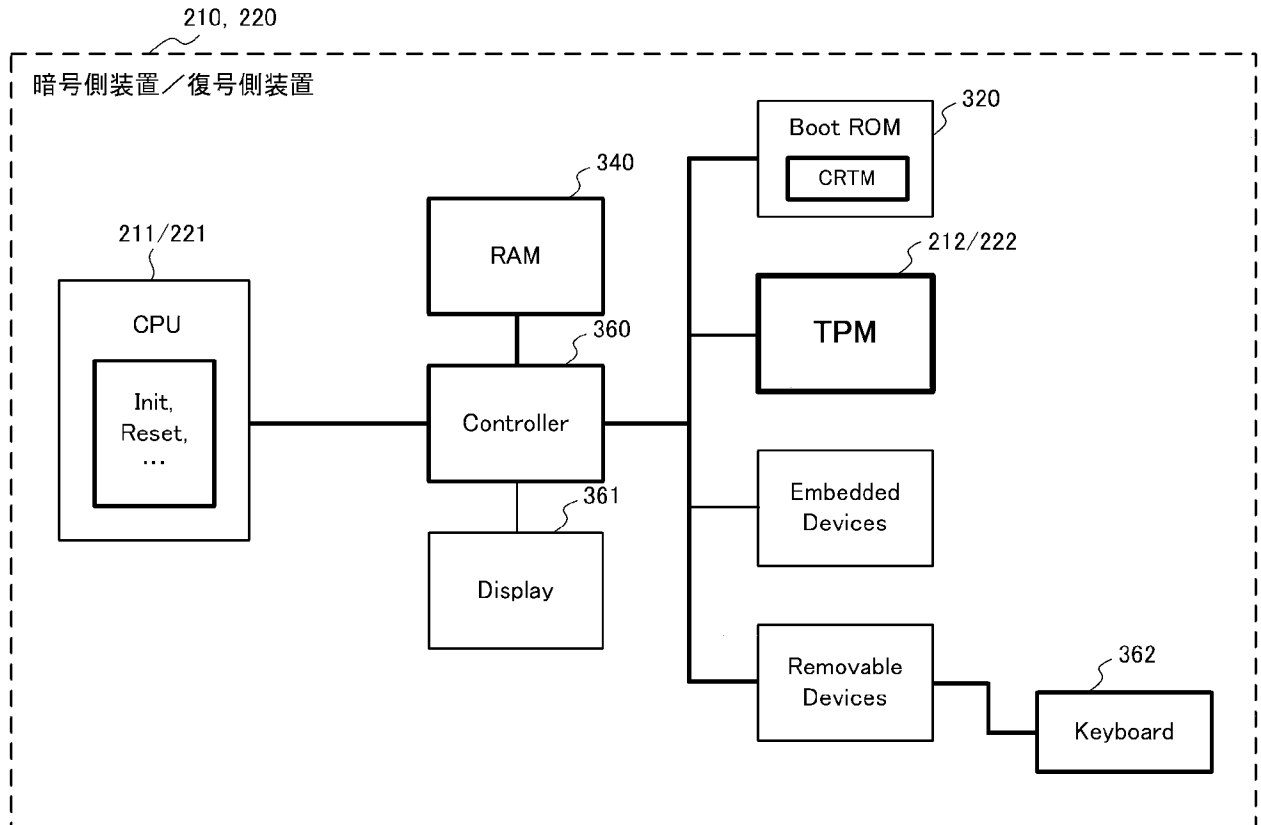 210, 220
暗号側装置／復号側装置
320
Boot ROM
CRTM
340
RAM
211/221
CPU
Init,
Reset,
…
212/222
TPM
360
Controller
361
Display
Embedded
Devices
Removable
Devices
362
Keyboard